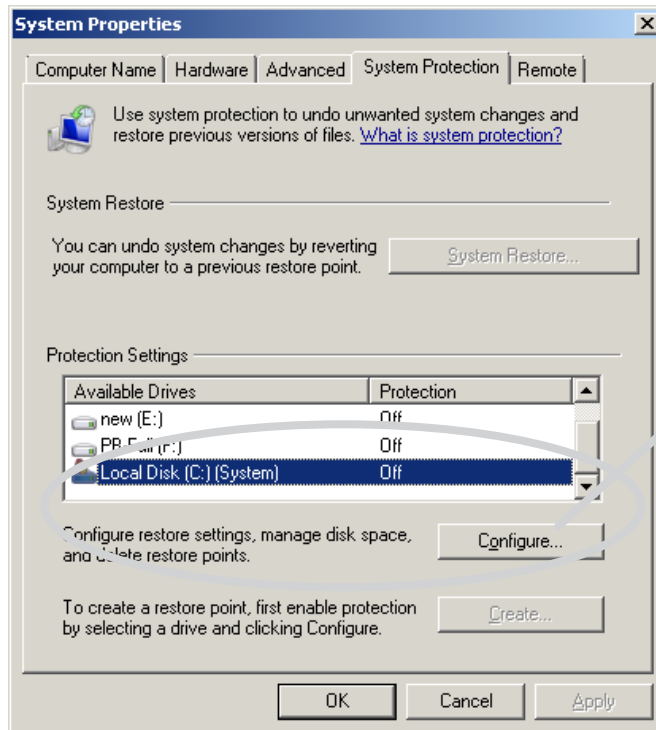 System Properties
Computer Name
Hardware
Advanced
System Protection
Remote
Use system protection to undo unwanted system changes and
restore previous versions of files. What is system protection?
System Restore
You can undo system changes by reverting
your computer to a previous restore point.
System Restore...
Protection Settings
Available Drives Protection
new (E:) Off
(F:) Off
Local Disk (C:) (System) Off
Configure restore settings, manage disk space,
and delete restore points.
Configure...
To create a restore point, first enable protection
by selecting a drive and clicking Configure.
Create...
OK
Cancel
Apply